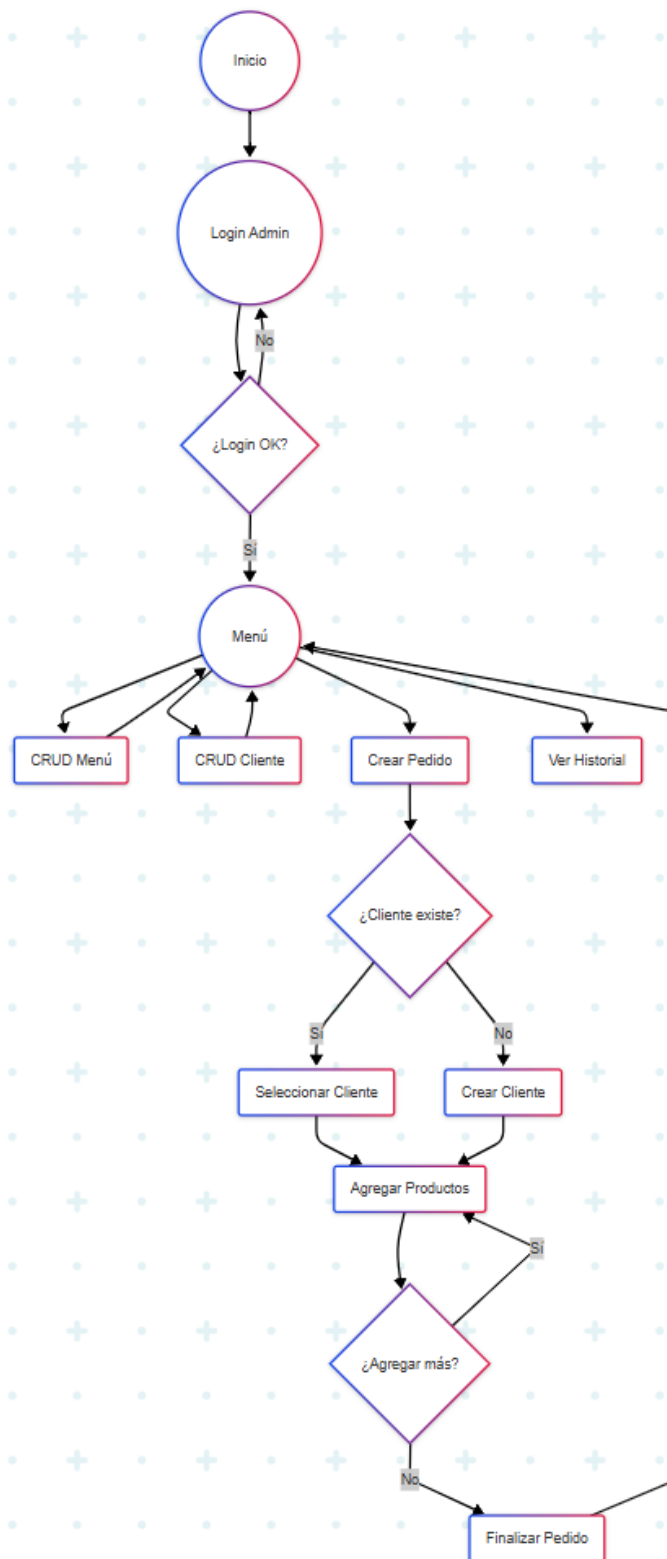 Inicio
Login Admin
No
¿Login OK?
Sí
Menú
CRUD Menú
CRUD Cliente
Crear Pedido
Ver Historial
¿Cliente existe?
Sí
No
Seleccionar Cliente
Crear Cliente
Agregar Productos
Sí
¿Agregar más?
No
Finalizar Pedido